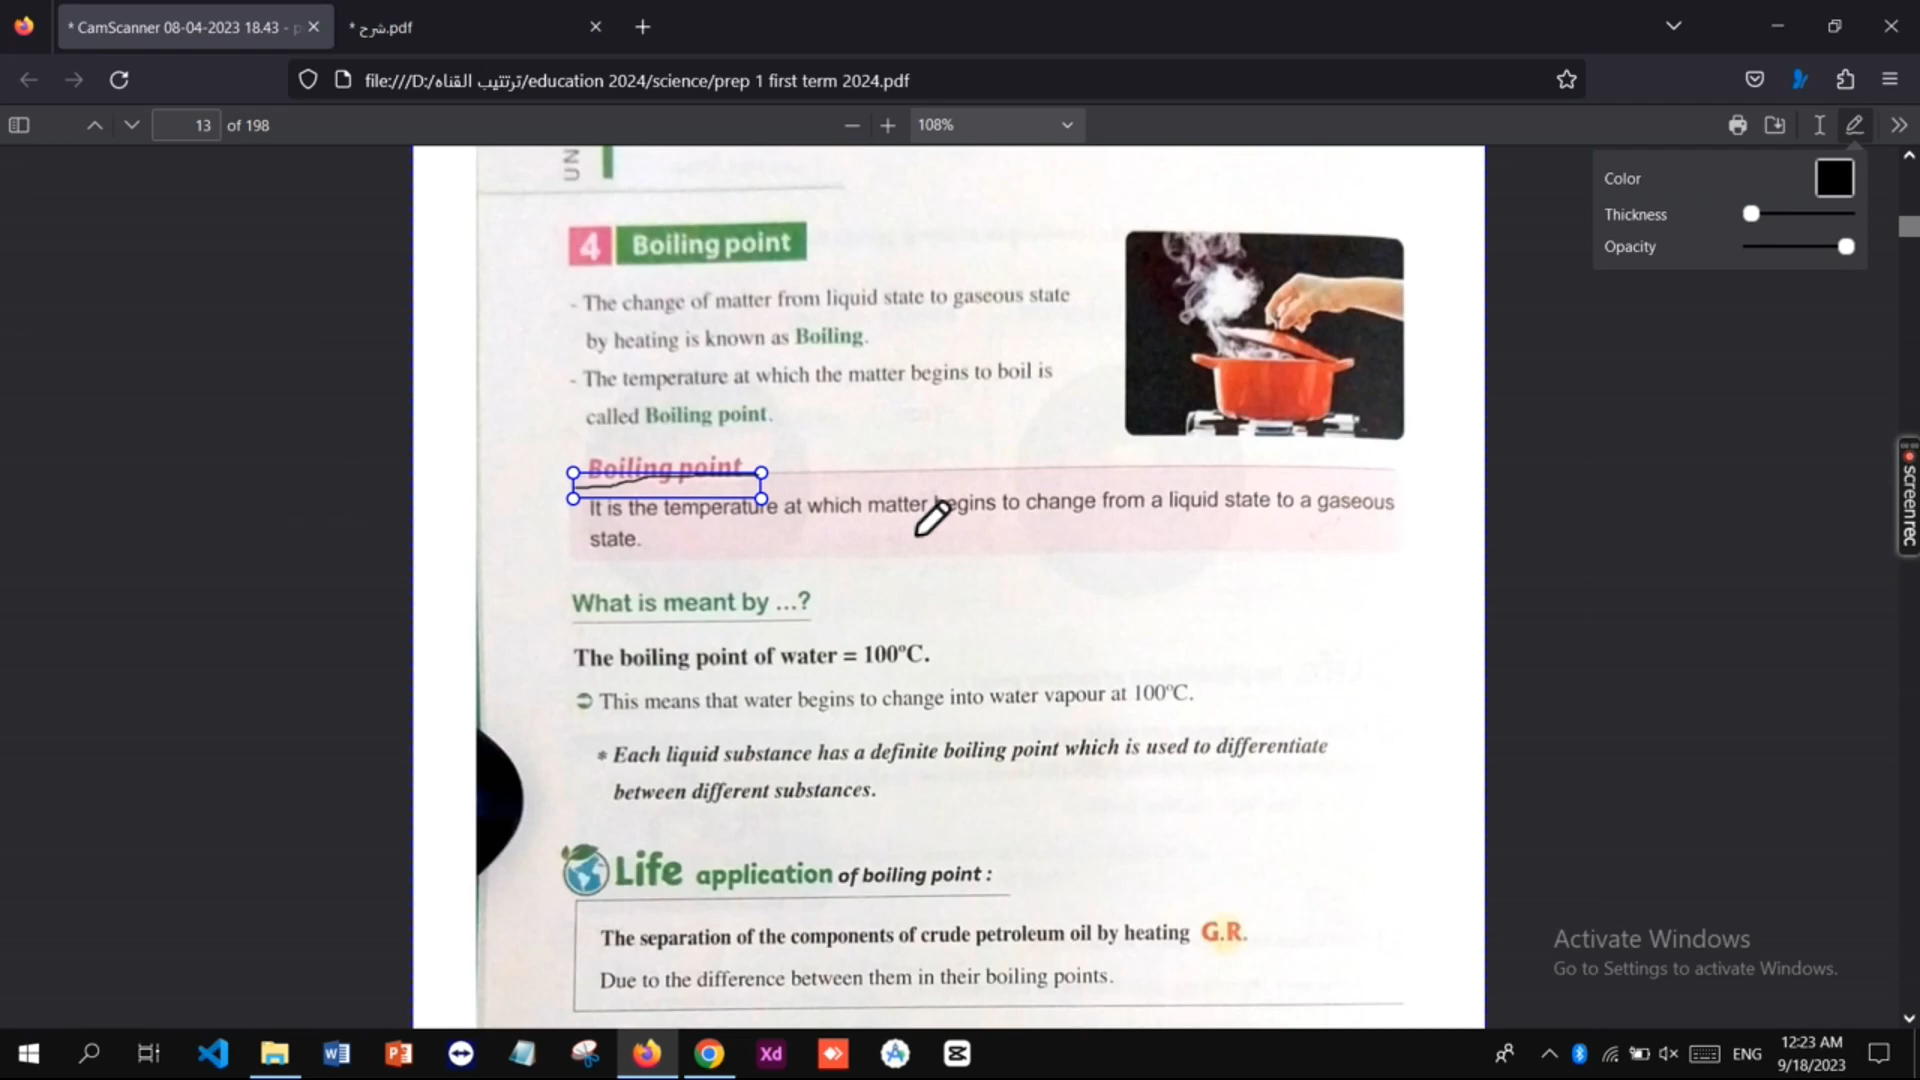 * CamScanner 08-04-2023 18.43 - p
* شرح.pdf
file:///D:/ترتتيب القناه/education 2024/science/prep 1 first term 2024.pdf
13 of 198
108%
Color
Thickness
Opacity
UN 1
4 Boiling point
- The change of matter from liquid state to gaseous state
by heating is known as Boiling.
- The temperature at which the matter begins to boil is
called Boiling point.
Boiling point
It is the temperature at which matter begins to change from a liquid state to a gaseous
state.
What is meant by ...?
The boiling point of water = 100ºC.
This means that water begins to change into water vapour at 100ºC.
* Each liquid substance has a definite boiling point which is used to differentiate
between different substances.
Life application of boiling point :
The separation of the components of crude petroleum oil by heating G.R.
Due to the difference between them in their boiling points.
Activate Windows
Go to Settings to activate Windows.
screenrec
Xd
ENG
12:23 AM
9/18/2023